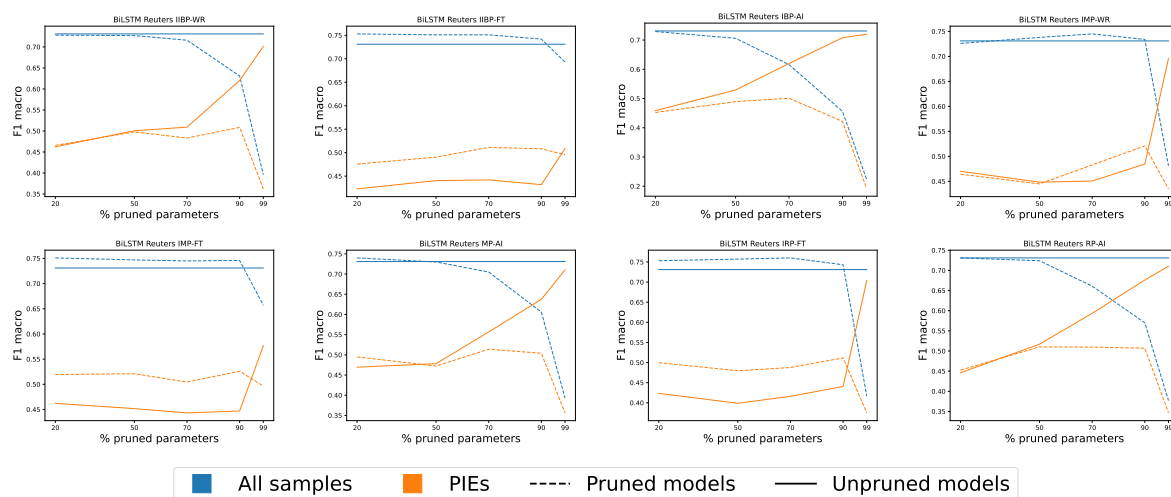 BiLSTM Reuters IIBP-WR
BiLSTM Reuters IIBP-FT
BiLSTM Reuters IBP-AI
BiLSTM Reuters IMP-WR
F1 macro
0.70
0.65
0.60
0.55
0.50
0.45
0.40
0.35
20 50 70 90 99
% pruned parameters
F1 macro
0.75
0.70
0.65
0.60
0.55
0.50
0.45
20 50 70 90 99
% pruned parameters
F1 macro
0.7
0.6
0.5
0.4
0.3
0.2
20 50 70 90 99
% pruned parameters
F1 macro
0.75
0.70
0.65
0.60
0.55
0.50
0.45
20 50 70 90 99
% pruned parameters
BiLSTM Reuters IMP-FT
BiLSTM Reuters MP-AI
BiLSTM Reuters IRP-FT
BiLSTM Reuters RP-AI
F1 macro
0.75
0.70
0.65
0.60
0.55
0.50
0.45
20 50 70 90 99
% pruned parameters
F1 macro
0.75
0.70
0.65
0.60
0.55
0.50
0.45
0.40
0.35
20 50 70 90 99
% pruned parameters
F1 macro
0.75
0.70
0.65
0.60
0.55
0.50
0.45
0.40
20 50 70 90 99
% pruned parameters
F1 macro
0.75
0.70
0.65
0.60
0.55
0.50
0.45
0.40
0.35
20 50 70 90 99
% pruned parameters
All samples PIEs Pruned models Unpruned models